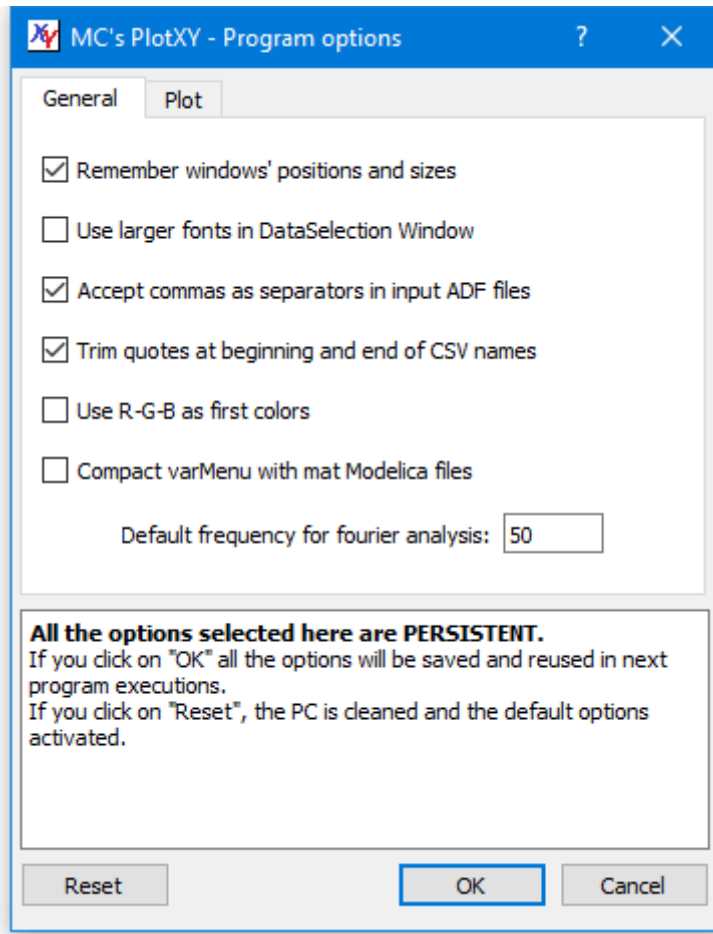 XY MC's PlotXY - Program options ? ×
General Plot
Remember windows' positions and sizes
Use larger fonts in DataSelection Window
Accept commas as separators in input ADF files
Trim quotes at beginning and end of CSV names
Use R-G-B as first colors
Compact varMenu with mat Modelica files
Default frequency for fourier analysis: 50
All the options selected here are PERSISTENT.
If you click on "OK" all the options will be saved and reused in next
program executions.
If you click on "Reset", the PC is cleaned and the default options
activated.
Reset OK Cancel